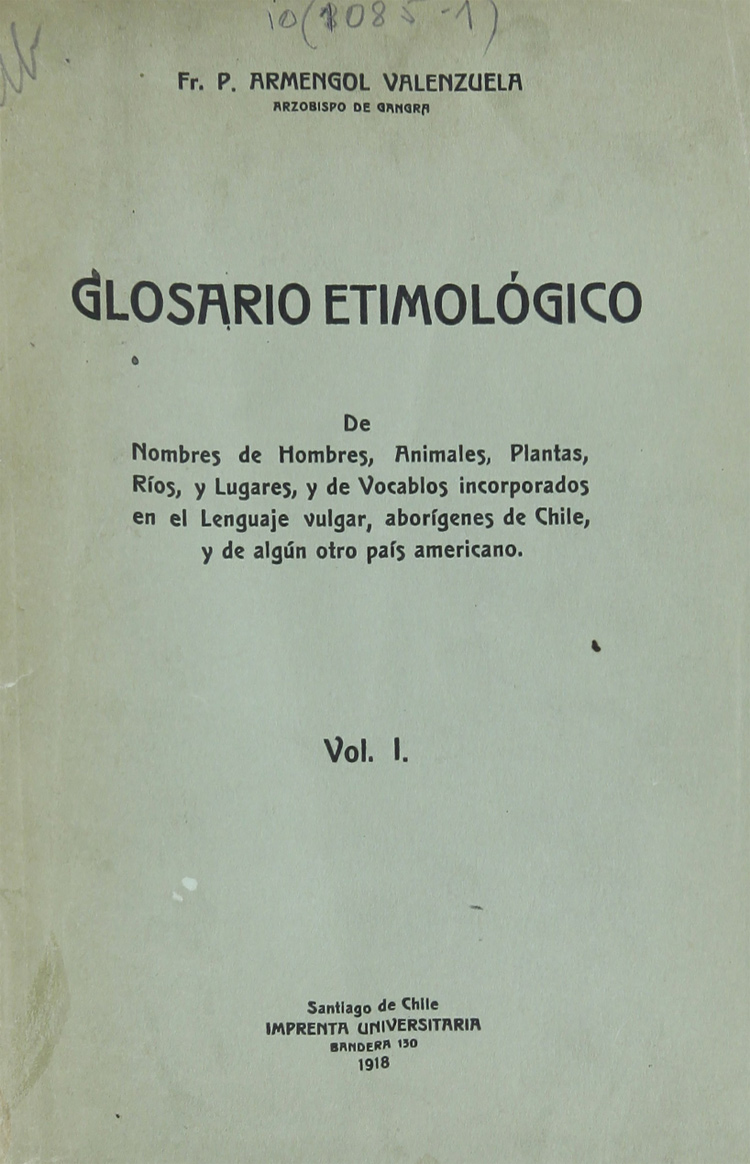 10(1085-1)
Fr. P. ARMENGOL VALENZUELA
ARZOBISPO DE GANGRA
GLOSARIO ETIMOLÓGICO
De
Nombres de Hombres, Animales, Plantas,
Ríos, y Lugares, y de Vocablos incorporados
en el Lenguaje vulgar, aborígenes de Chile,
y de algún otro país americano.
Vol. I.
Santiago de Chile
IMPRENTA UNIVERSITARIA
BANDERA 130
1918